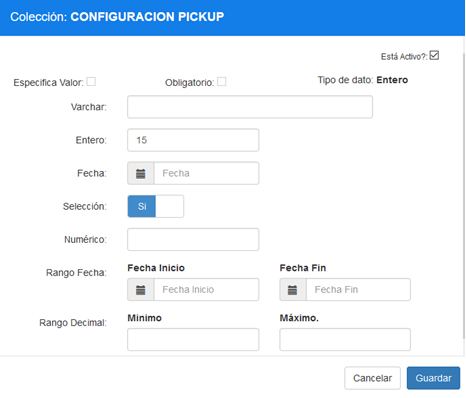 Colección: CONFIGURACION PICKUP
Está Activo?:
Especifica Valor: Obligatorio: Tipo de dato: Entero
Varchar:
Entero: 15
Fecha: Fecha
Selección: Si
Numérico:
Rango Fecha: Fecha Inicio Fecha Fin
Fecha Inicio Fecha Fin
Rango Decimal: Minimo Máximo.
Cancelar Guardar